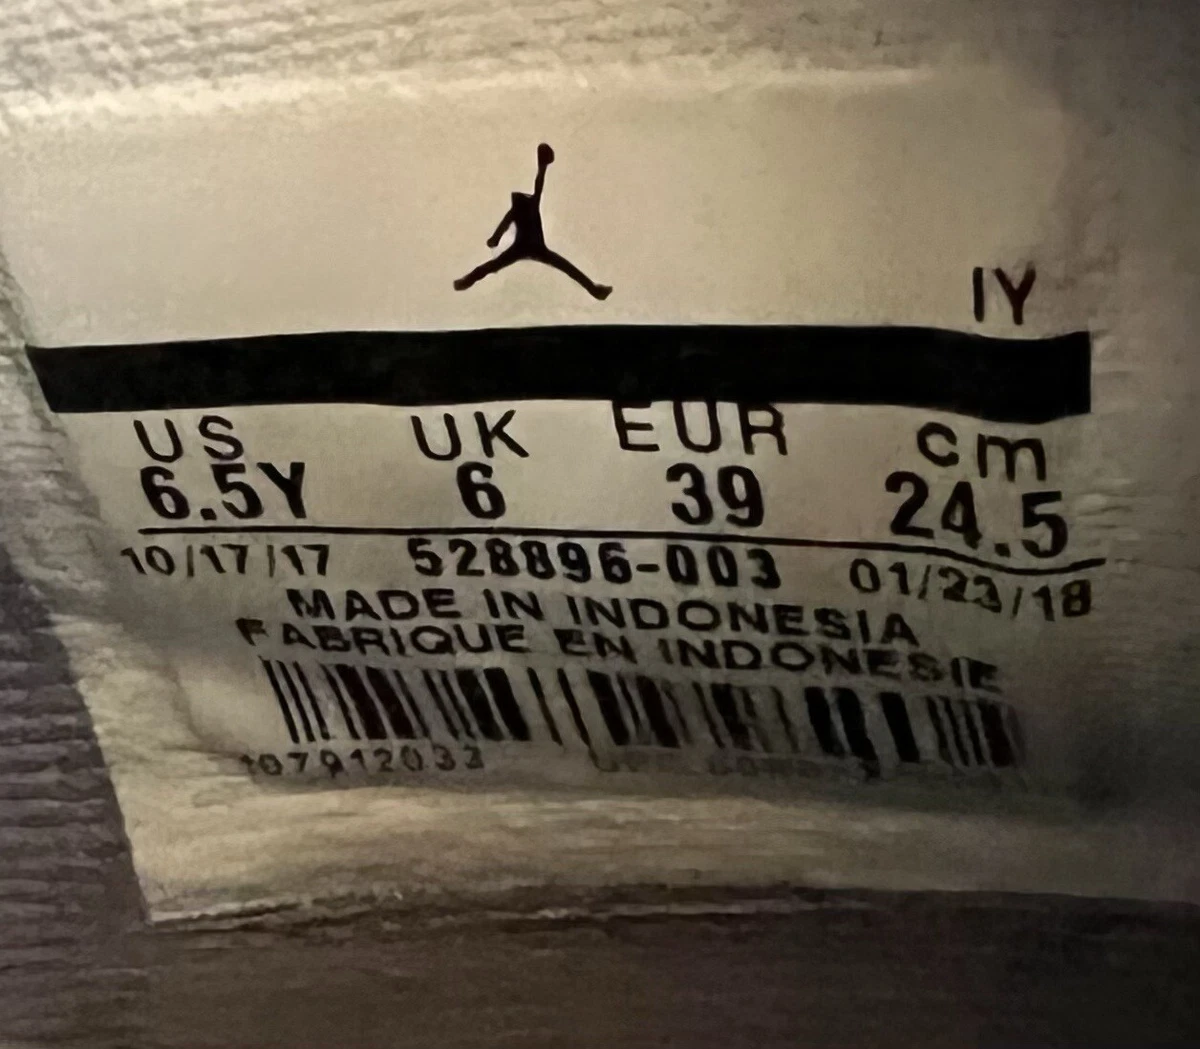 IY
US UK EUR cm
6.5Y 6 39 24.5
10/17/17 528896-003 01/23/18
MADE IN INDONESIA
FABRIQUE EN INDONESIE